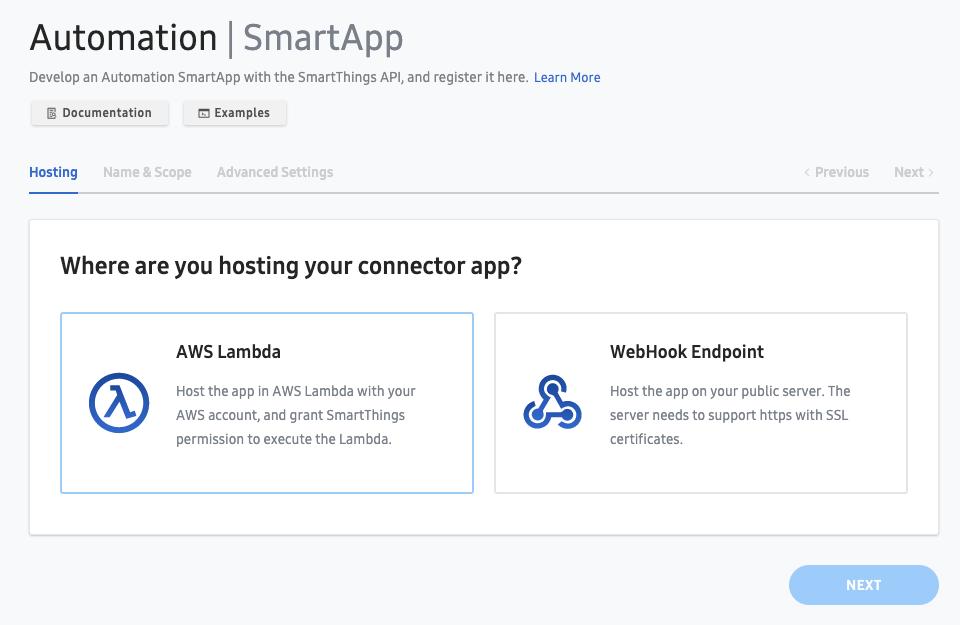 Automation | SmartApp
Develop an Automation SmartApp with the SmartThings API, and register it here. Learn More
Documentation Examples
Hosting Name & Scope Advanced Settings < Previous Next >
Where are you hosting your connector app?
AWS Lambda
Host the app in AWS Lambda with your
AWS account, and grant SmartThings
permission to execute the Lambda.
WebHook Endpoint
Host the app on your public server. The
server needs to support https with SSL
certificates.
NEXT